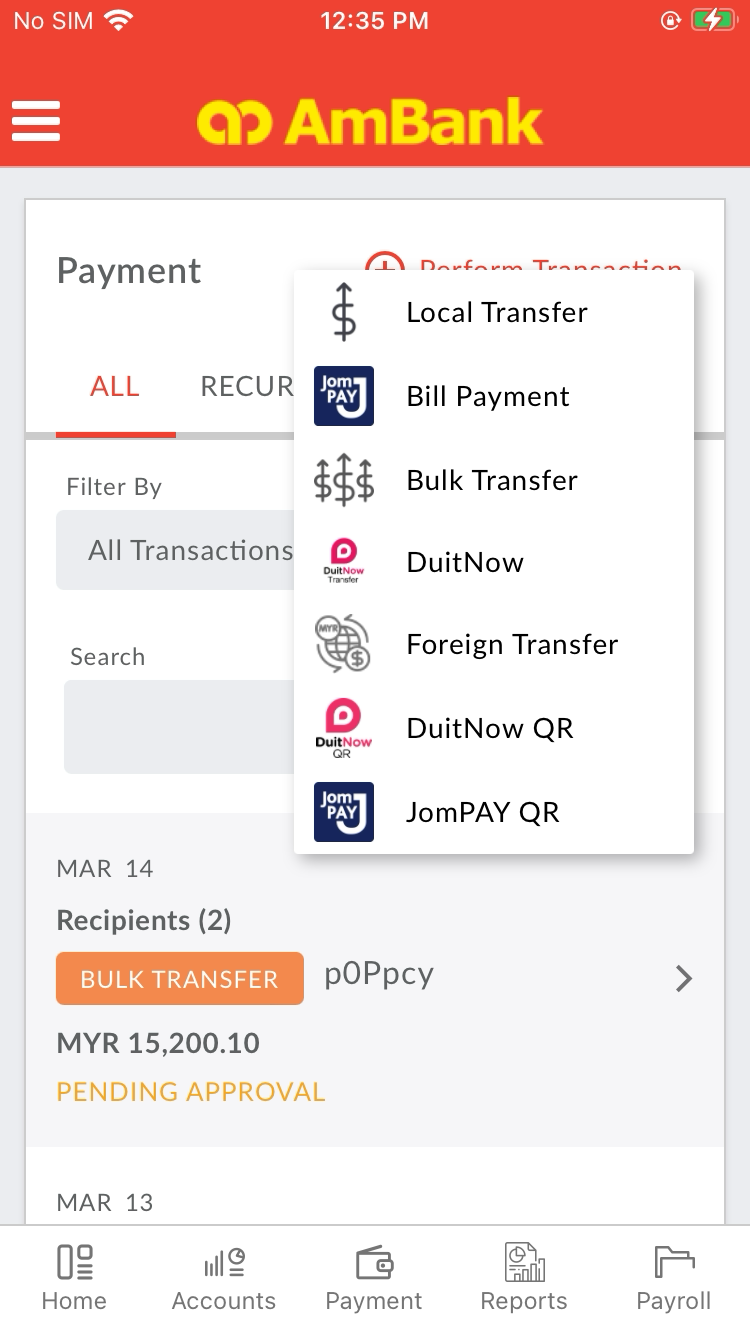 No SIM 12:35 PM
AmBank
Payment
Perform Transaction
ALL RECUR
Filter By
All Transactions
Search
Local Transfer
Jom PAY Bill Payment
Bulk Transfer
DuitNow Transfer DuitNow
MYR Foreign Transfer
DuitNow QR DuitNow QR
Jom PAY JomPAY QR
MAR 14
Recipients (2)
BULK TRANSFER p0Ppcy
MYR 15,200.10
PENDING APPROVAL
MAR 13
Home Accounts Payment Reports Payroll